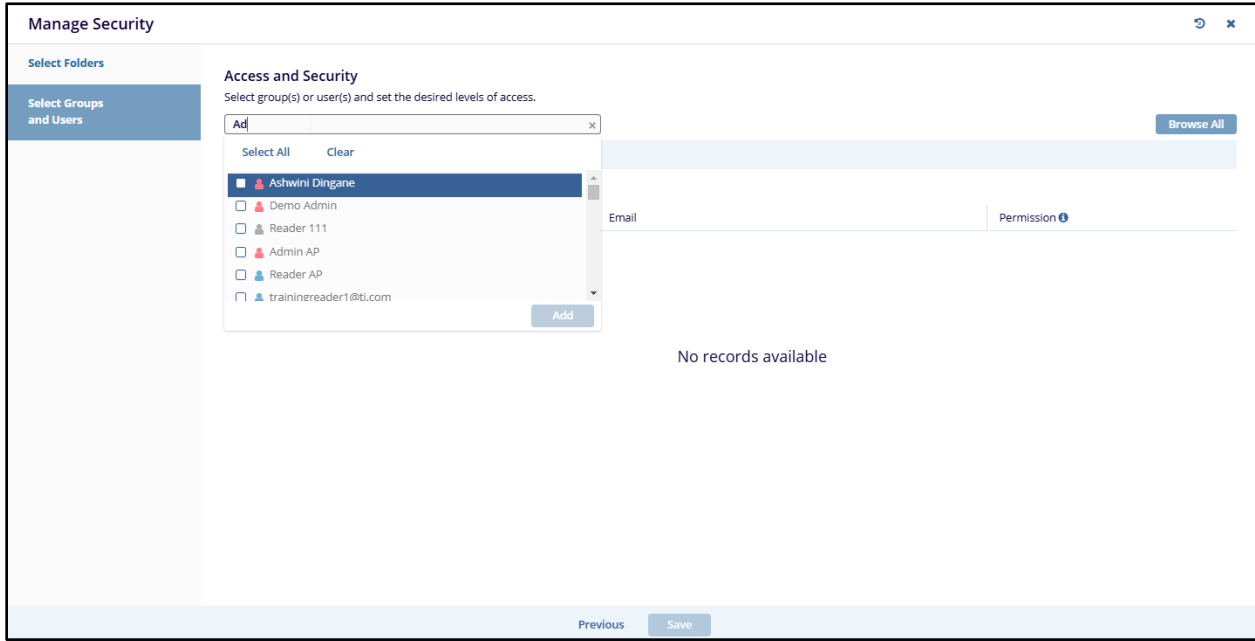 Manage Security
Select Folders
Select Groups
and Users
Access and Security
Select group(s) or user(s) and set the desired levels of access.
Ad
Browse All
Select All Clear
Ashwini Dingane
Demo Admin
Reader 111
Admin AP
Reader AP
trainingreader1@ti.com
Email Permission
Add
No records available
Previous Save